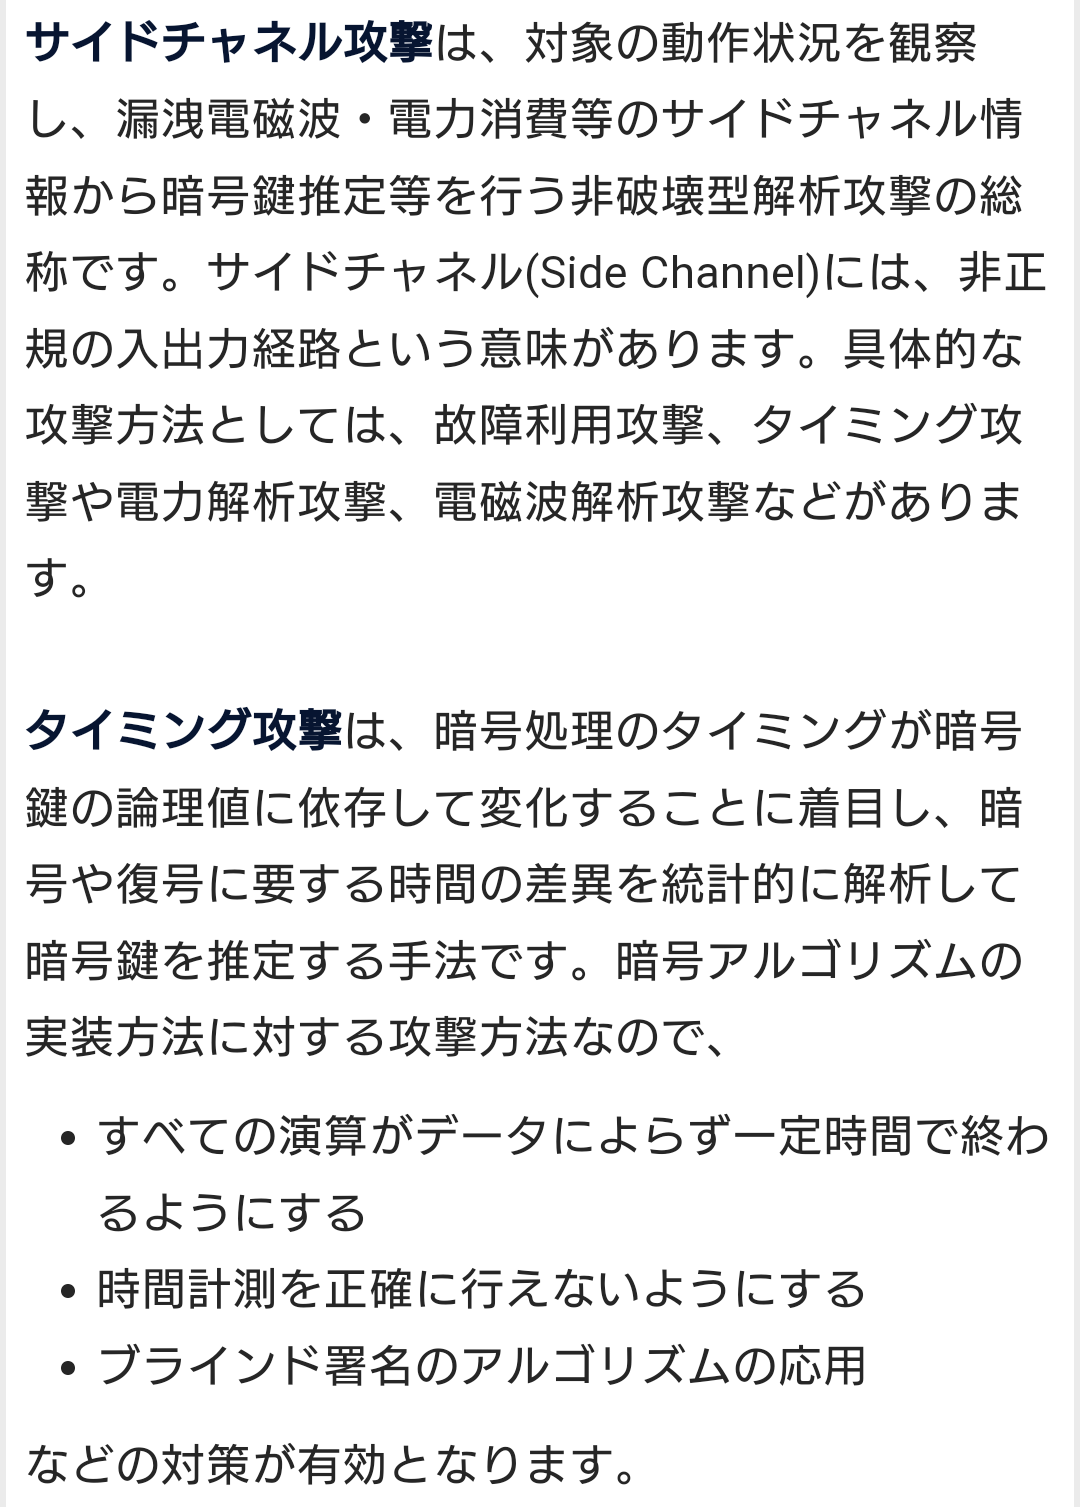 サイドチャネル攻撃は、対象の動作状況を観察
し、漏洩電磁波・電力消費等のサイドチャネル情
報から暗号鍵推定等を行う非破壊型解析攻撃の総
称です。サイドチャネル(Side Channel)には、非正
規の入出力経路という意味があります。具体的な
攻撃方法としては、故障利用攻撃、タイミング攻
撃や電力解析攻撃、電磁波解析攻撃などがありま
す。
タイミング攻撃は、暗号処理のタイミングが暗号
鍵の論理値に依存して変化することに着目し、暗
号や復号に要する時間の差異を統計的に解析して
暗号鍵を推定する手法です。暗号アルゴリズムの
実装方法に対する攻撃方法なので、
• すべての演算がデータによらず一定時間で終わ
るようにする
• 時間計測を正確に行えないようにする
• ブラインド署名のアルゴリズムの応用
などの対策が有効となります。